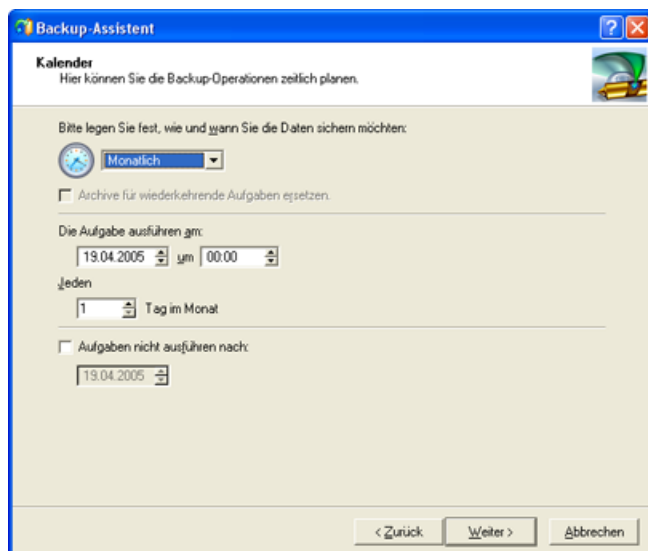 Backup-Assistent
Kalender
Hier können Sie die Backup-Operationen zeitlich planen.
Bitte legen Sie fest, wie und wann Sie die Daten sichern möchten:
Monatlich
Archive für wiederkehrende Aufgaben ersetzen.
Die Aufgabe ausführen am:
19.04.2005 um 00:00
Jeden
1 Tag im Monat
Aufgaben nicht ausführen nach:
19.04.2005
< Zurück Weiter > Abbrechen